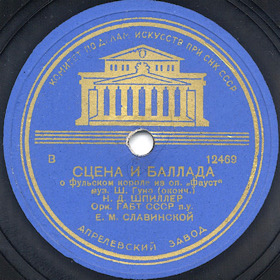 КОМИТЕТ ПО ДЕЛАМ ИСКУССТВ ПРИ СНК СССР
В 12469
СЦЕНА И БАЛЛАДА
о фульском короле из оп. „Фауст“
муз. Ш. Гуно (оконч.)
Н. Д. ШПИЛЛЕР
Орк. ГАБТ СССР п.у.
Е. М. СЛАВИНСКОЙ
АПРЕЛЕВСКИЙ ЗАВОД